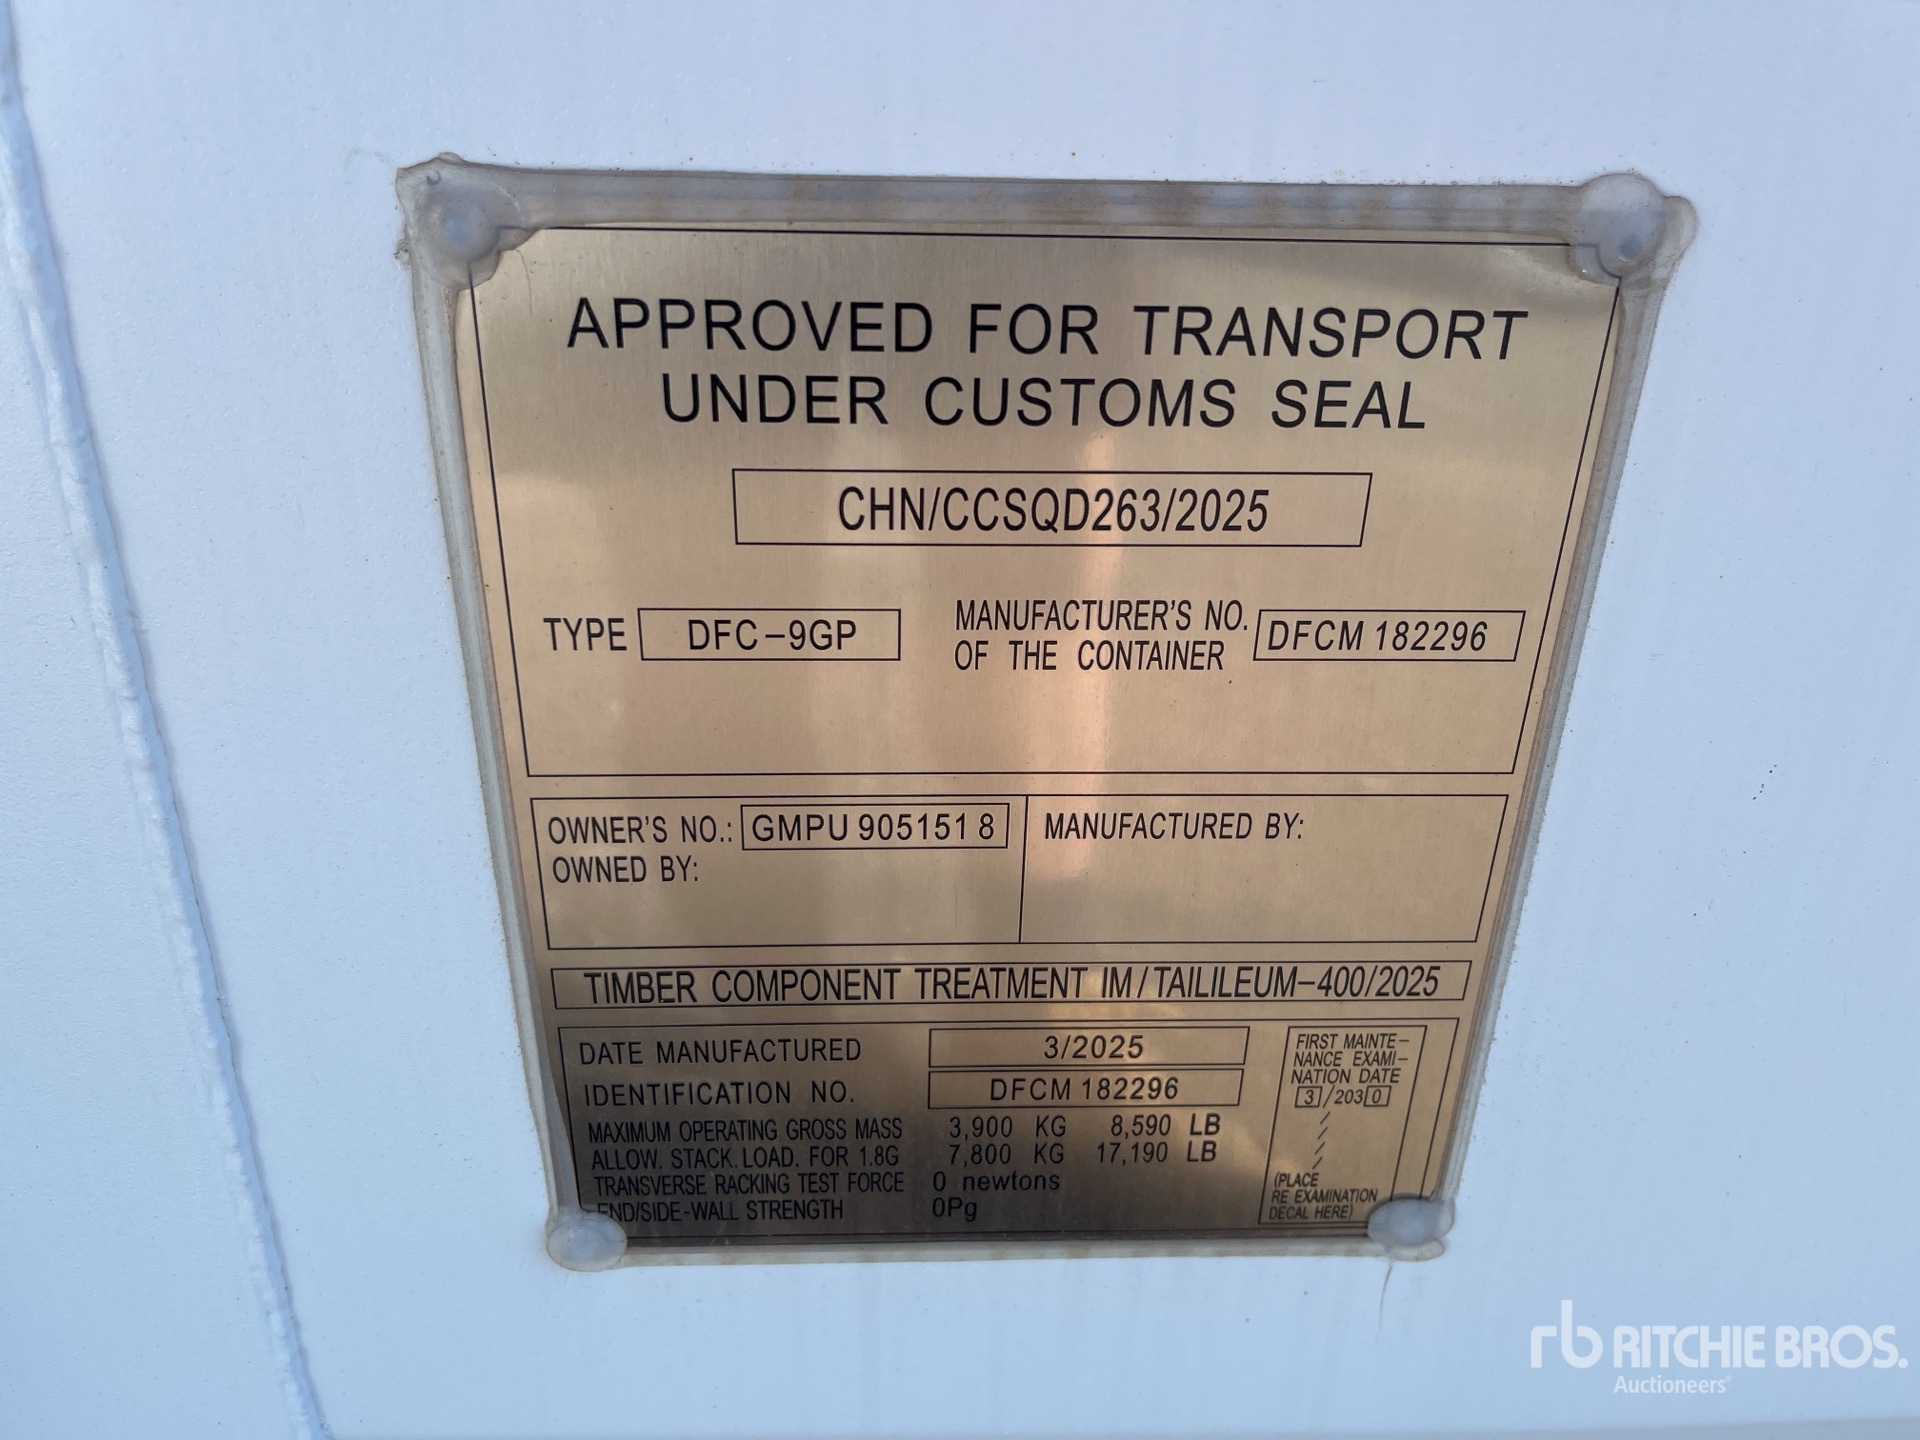 APPROVED FOR TRANSPORT
UNDER CUSTOMS SEAL
CHN/CCSQD263/2025
TYPE DFC-9GP
MANUFACTURER'S NO.
OF THE CONTAINER
DFCM 182296
OWNER'S NO.: GMPU 9051518
OWNED BY:
MANUFACTURED BY:
TIMBER COMPONENT TREATMENT IM/TAILILEUM-400/2025
DATE MANUFACTURED 3/2025
IDENTIFICATION NO. DFCM 182296
MAXIMUM OPERATING GROSS MASS 3,900 KG 8,590 LB
ALLOW. STACK. LOAD. FOR 1.8G 7,800 KG 17,190 LB
TRANSVERSE RACKING TEST FORCE 0 newtons
END/SIDE-WALL STRENGTH 0Pg
FIRST MAINTE-
NANCE EXAMI-
NATION DATE
3/2030
(PLACE
RE EXAMINATION
DECAL HERE)
rb RITCHIE BROS.
Auctioneers